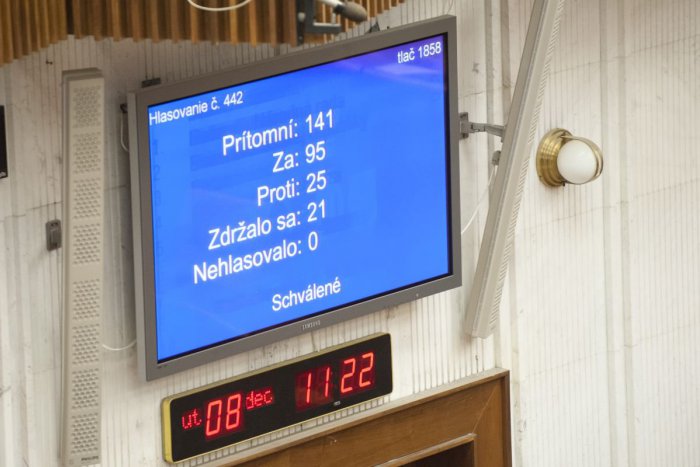 tlač 1858
Hlasovanie č. 442
Prítomní: 141
Za: 95
Proti: 25
Zdržalo sa: 21
Nehlasovalo: 0
Schválené
SAMSUNG
ut 08 dec 11 22